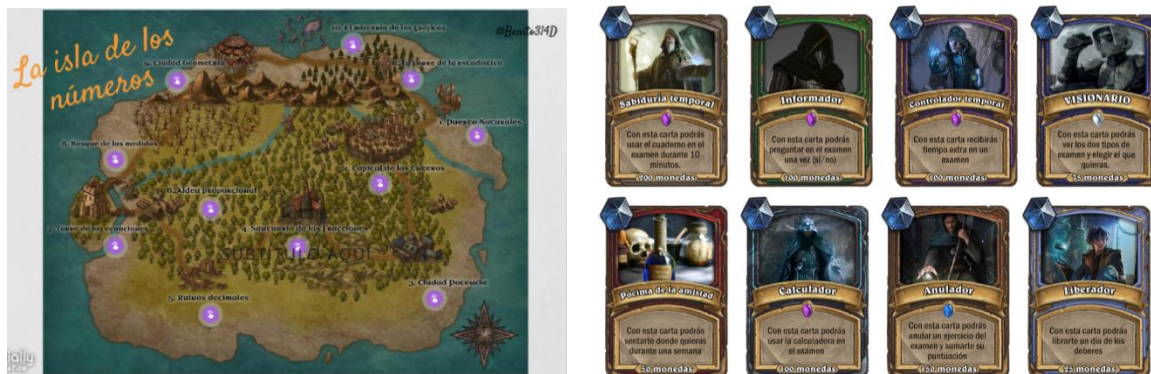 La isla de los
números
@Benito314D
10. El misterio de los gráficos
9. Ciudad Geometría
1. Puerto Naturales
8. Bosque de las medidas
2. Capital de los Enteros
6. Aldea proporcional
7. Torre de las ecuaciones
4. Santuario de las Fracciones
SUBTÍTULO AQUÍ
3. Ciudad Potencia
5. Ruinas decimales
Sabiduría temporal
Con esta carta podrás
usar el cuaderno en el
examen durante 10
minutos.
200 monedas
Informador
Con esta carta podrás
preguntar en el examen
una vez (sí/no)
100 monedas
Controlador temporal
Con esta carta recibirás
tiempo extra en un
examen
100 monedas
VISIONARIO
Con esta carta podrás
ver los dos tipos de
examen y elegir el que
quieras.
75 monedas
Pócima de la amistad
Con esta carta podrás
sentarte donde quieras
durante una semana
50 monedas
Calculador
Con esta carta podrás
usar la calculadora en
el examen
100 monedas
Anulador
Con esta carta podrás
anular un ejercicio del
examen y sumarte su
puntuación
150 monedas
Liberador
Con esta carta podrás
librarte un día de los
deberes
25 monedas